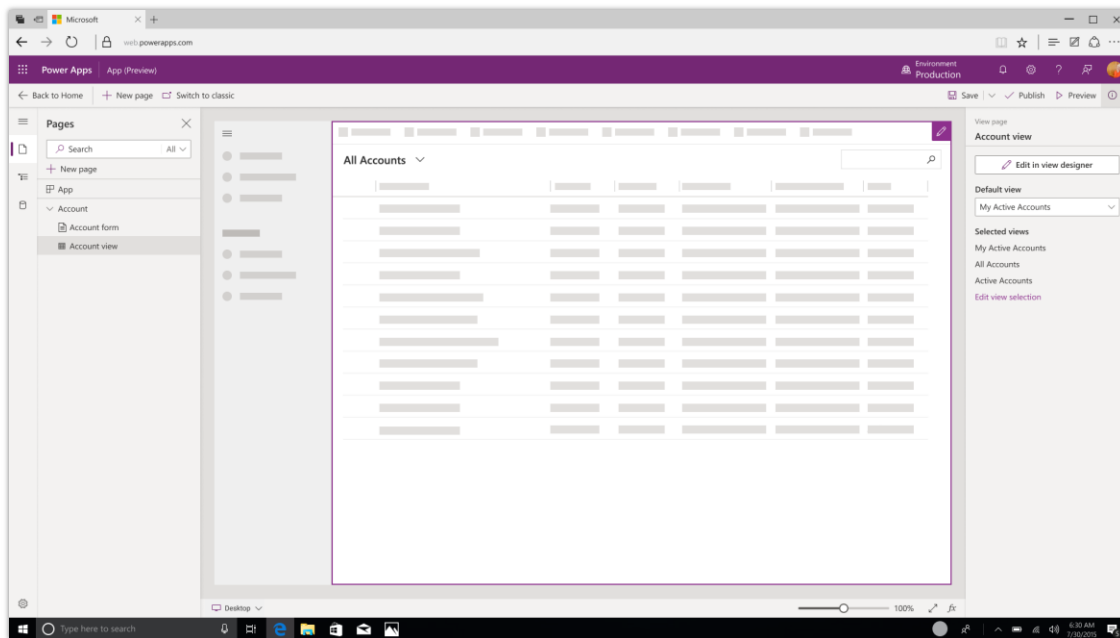 Microsoft
web.powerapps.com
Power Apps App (Preview)
Environment
Production
Back to Home New page Switch to classic
Save Publish Preview
Pages
Search All
New page
App
Account
Account form
Account view
All Accounts
View page
Account view
Edit in view designer
Default view
My Active Accounts
Selected views
My Active Accounts
All Accounts
Active Accounts
Edit view selection
Desktop
100%
fx
Type here to search
6:30 AM
7/30/2015